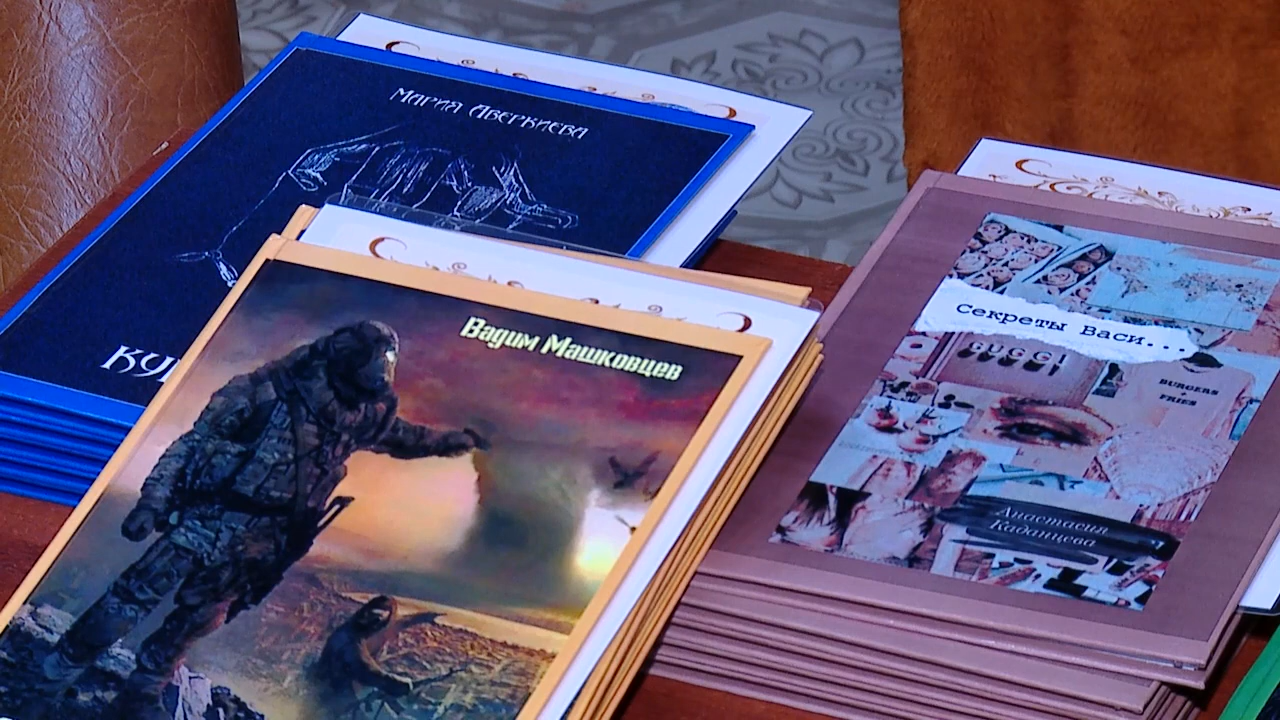 Мария Аверкиева
Вадим Машковцев
Секреты Васи...
GUCCI
BURGERS
+
FRIES
Анастасия
Каданцева